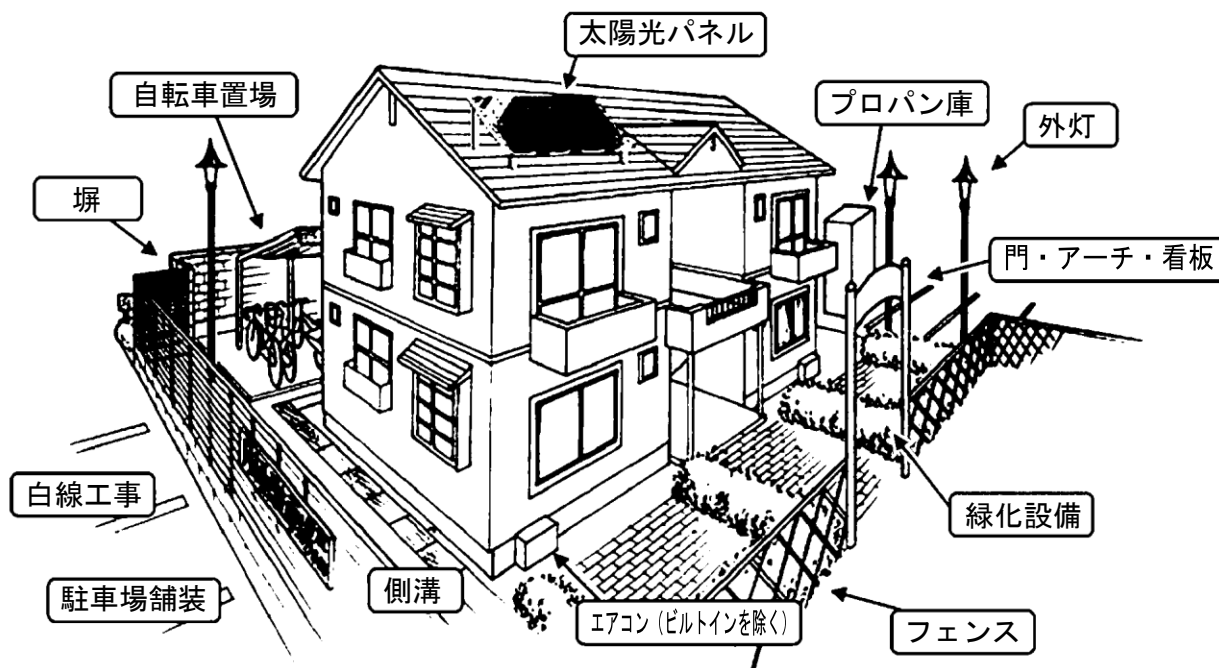 太陽光パネル
自転車置場
プロパン庫
外灯
塀
門・アーチ・看板
白線工事
緑化設備
駐車場舗装
側溝
エアコン（ビルトインを除く）
フェンス